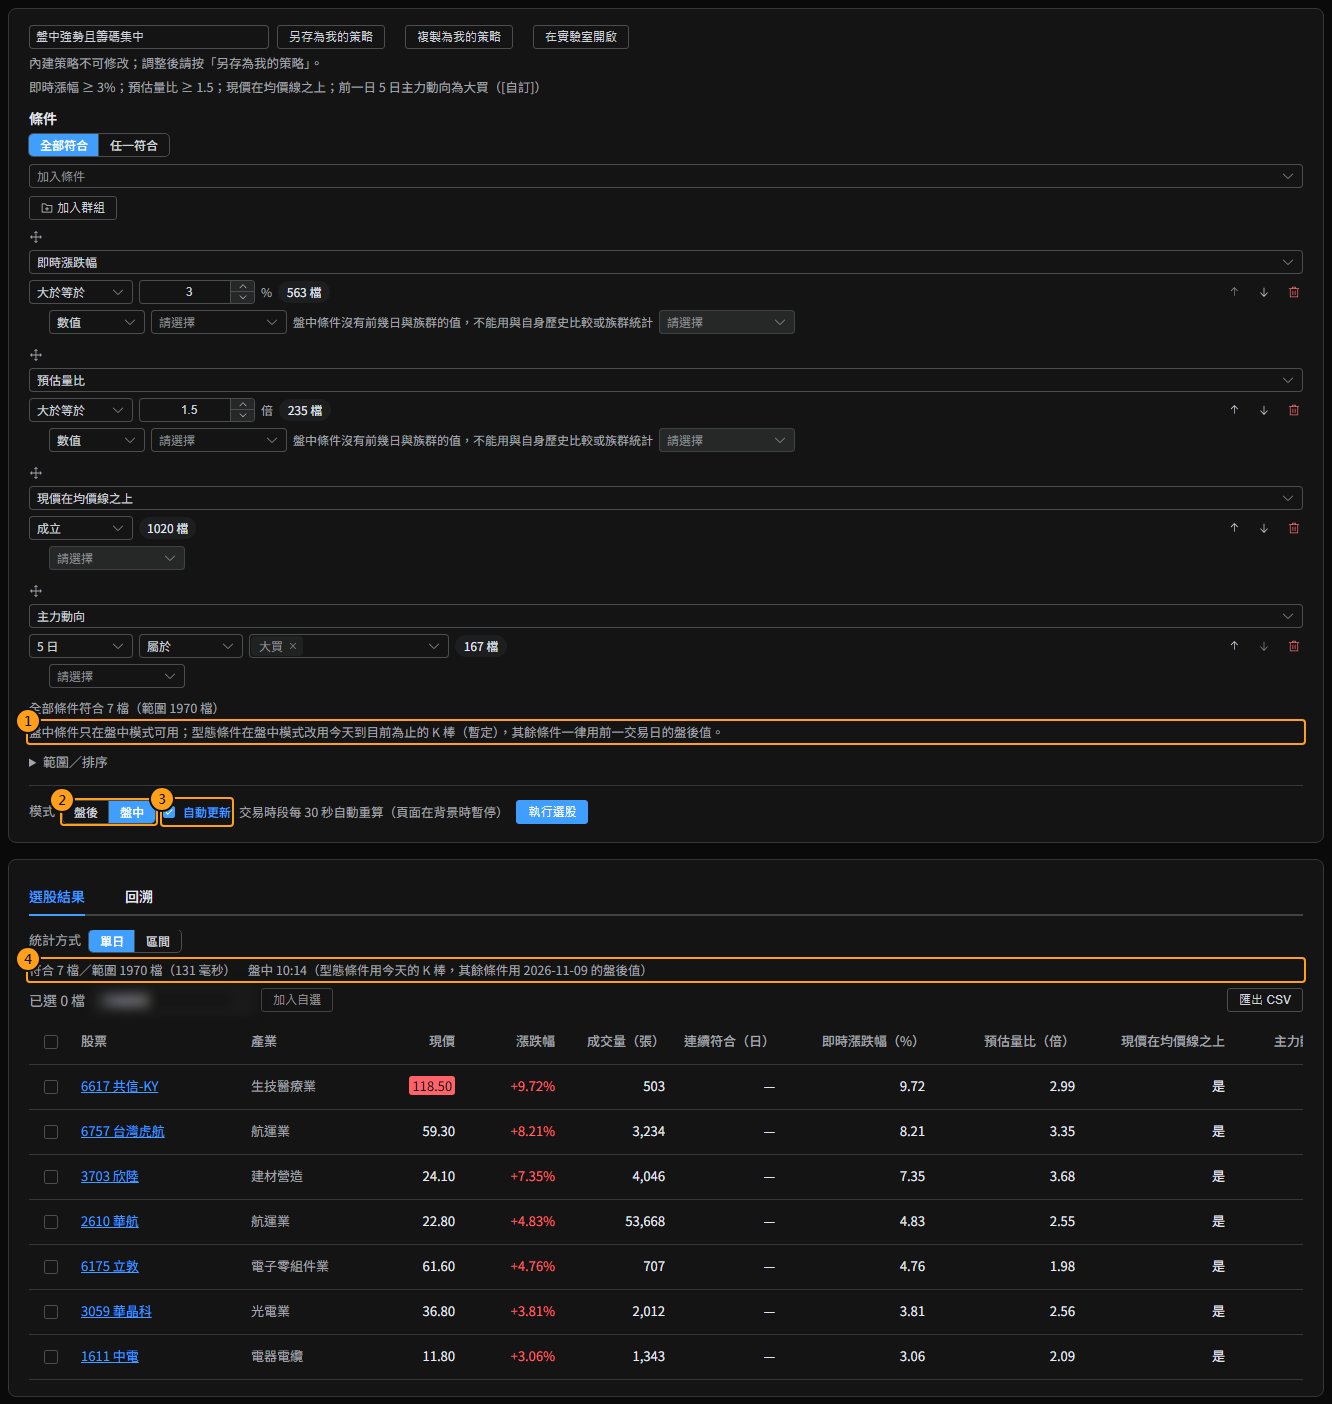 盤中強勢且籌碼集中 另存為我的策略 複製為我的策略 在實驗室開啟
內建策略不可修改；調整後請按「另存為我的策略」。
即時漲幅 ≥ 3%；預估量比 ≥ 1.5；現價在均價線之上；前一日 5 日主力動向為大買（[自訂]）
條件
全部符合 任一符合
加入條件
加入群組
即時漲跌幅
大於等於 3 % 563 檔
數值 請選擇 盤中條件沒有前幾日與族群的值，不能用與自身歷史比較或族群統計 請選擇
預估量比
大於等於 1.5 倍 235 檔
數值 請選擇 盤中條件沒有前幾日與族群的值，不能用與自身歷史比較或族群統計 請選擇
現價在均價線之上
成立 1020 檔
請選擇
主力動向
5 日 屬於 大買 × 167 檔
請選擇
全部條件符合 7 檔（範圍 1970 檔）
1
盤中條件只在盤中模式可用；型態條件在盤中模式改用今天到目前為止的 K 棒（暫定），其餘條件一律用前一交易日的盤後值。
▶ 範圍／排序
2 3
模式 盤後 盤中 自動更新 交易時段每 30 秒自動重算（頁面在背景時暫停） 執行選股
選股結果 回溯
統計方式 單日 區間
4
符合 7 檔／範圍 1970 檔（131 毫秒） 盤中 10:14（型態條件用今天的 K 棒，其餘條件用 2026-11-09 的盤後值）
已選 0 檔 加入自選 匯出 CSV
股票 產業 現價 漲跌幅 成交量（張） 連續符合（日） 即時漲跌幅（%） 預估量比（倍） 現價在均價線之上 主力
6617 共信-KY 生技醫療業 118.50 +9.72% 503 — 9.72 2.99 是
6757 台灣虎航 航運業 59.30 +8.21% 3,234 — 8.21 3.35 是
3703 欣陸 建材營造 24.10 +7.35% 4,046 — 7.35 3.68 是
2610 華航 航運業 22.80 +4.83% 53,668 — 4.83 2.55 是
6175 立敦 電子零組件業 61.60 +4.76% 707 — 4.76 1.98 是
3059 華晶科 光電業 36.80 +3.81% 2,012 — 3.81 2.56 是
1611 中電 電器電纜 11.80 +3.06% 1,343 — 3.06 2.09 是